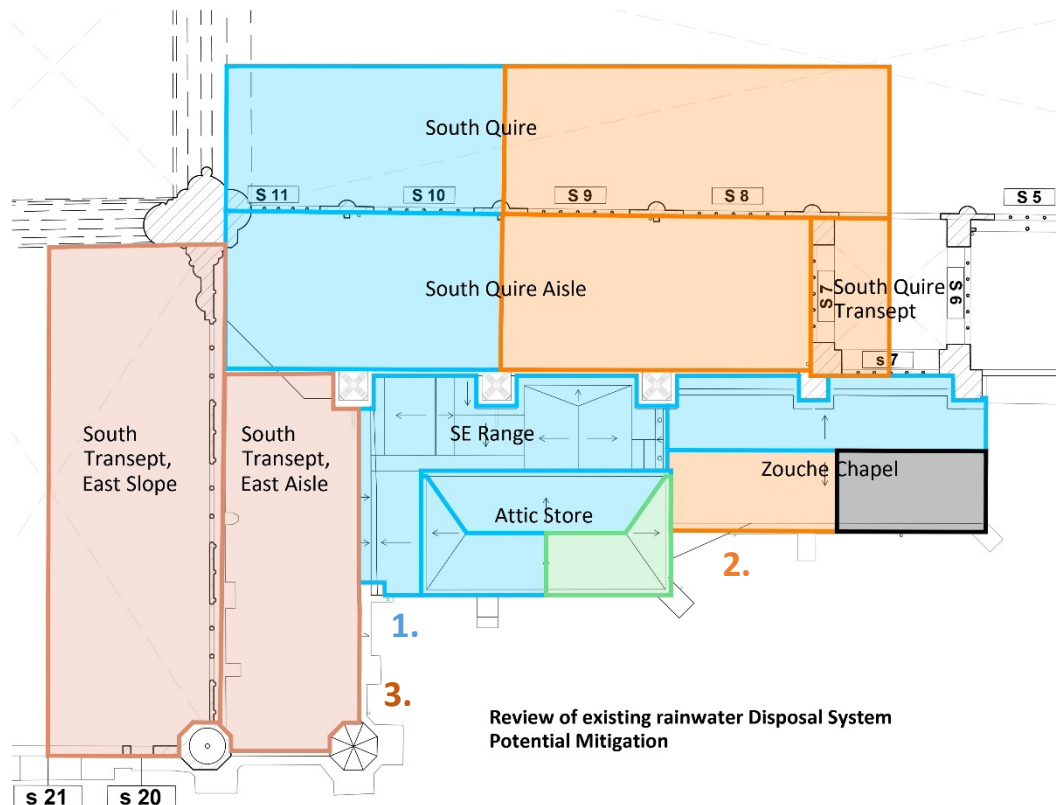 South Quire
S 11
S 10
S 9
S 8
S 5
South Quire Aisle
S 7
South Quire
Transept
S 6
s 7
South
Transept,
East Slope
South
Transept,
East Aisle
SE Range
Zouche Chapel
Attic Store
2.
1.
3.
Review of existing rainwater Disposal System
Potential Mitigation
s 21
s 20